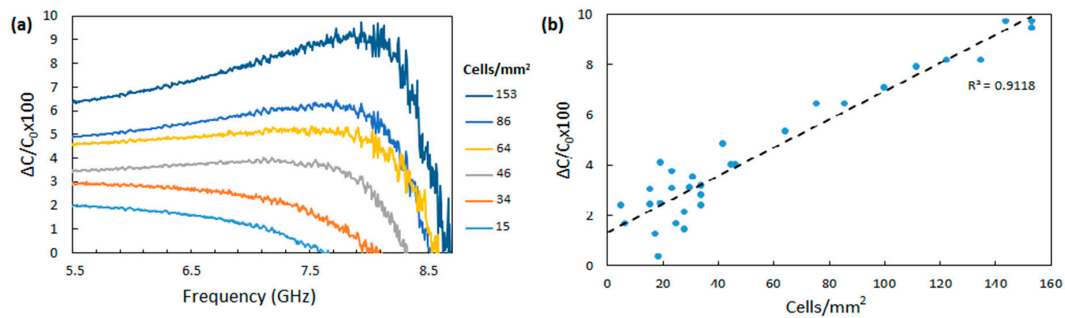 (a)
ΔC/C₀x100
10
9
8
7
6
5
4
3
2
1
0
5.5 6.5 7.5 8.5
Frequency (GHz)
Cells/mm²
153
86
64
46
34
15
(b)
ΔC/C₀x100
10
8
6
4
2
0
R² = 0.9118
0 20 40 60 80 100 120 140 160
Cells/mm²